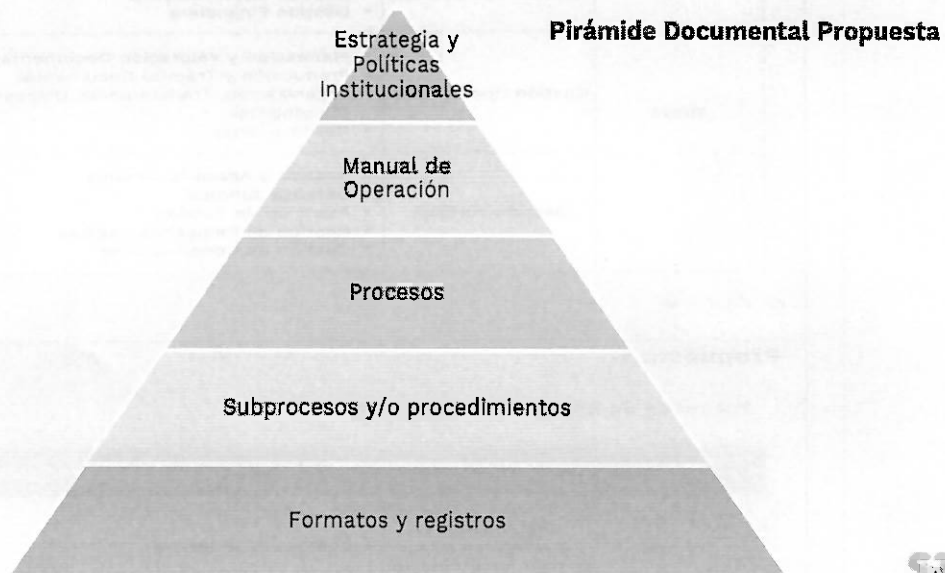 Pirámide Documental Propuesta
Estrategia y
Políticas
Institucionales
Manual de
Operación
Procesos
Subprocesos y/o procedimientos
Formatos y registros